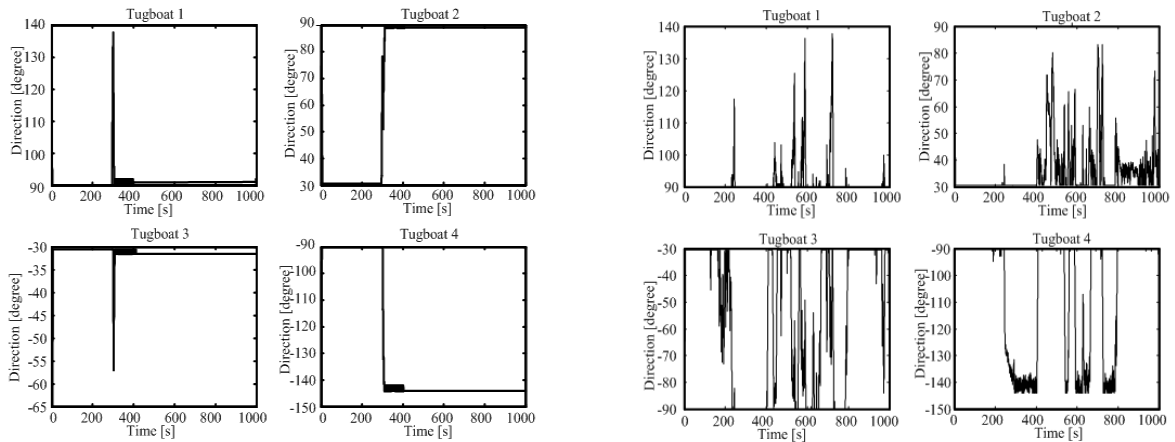 Tugboat 1
140
130
120
110
100
90
Direction [degree]
0 200 400 600 800 1000
Time [s]
Tugboat 2
90
80
70
60
50
40
30
Direction [degree]
0 200 400 600 800 1000
Time [s]
Tugboat 3
-30
-35
-40
-45
-50
-55
-60
-65
Direction [degree]
0 200 400 600 800 1000
Time [s]
Tugboat 4
-90
-100
-110
-120
-130
-140
-150
Direction [degree]
0 200 400 600 800 1000
Time [s]
Tugboat 1
140
130
120
110
100
90
Direction [degree]
0 200 400 600 800 1000
Time [s]
Tugboat 2
90
80
70
60
50
40
30
Direction [degree]
0 200 400 600 800 1000
Time [s]
Tugboat 3
-30
-40
-50
-60
-70
-80
-90
Direction [degree]
0 200 400 600 800 1000
Time [s]
Tugboat 4
-90
-100
-110
-120
-130
-140
-150
Direction [degree]
0 200 400 600 800 1000
Time [s]